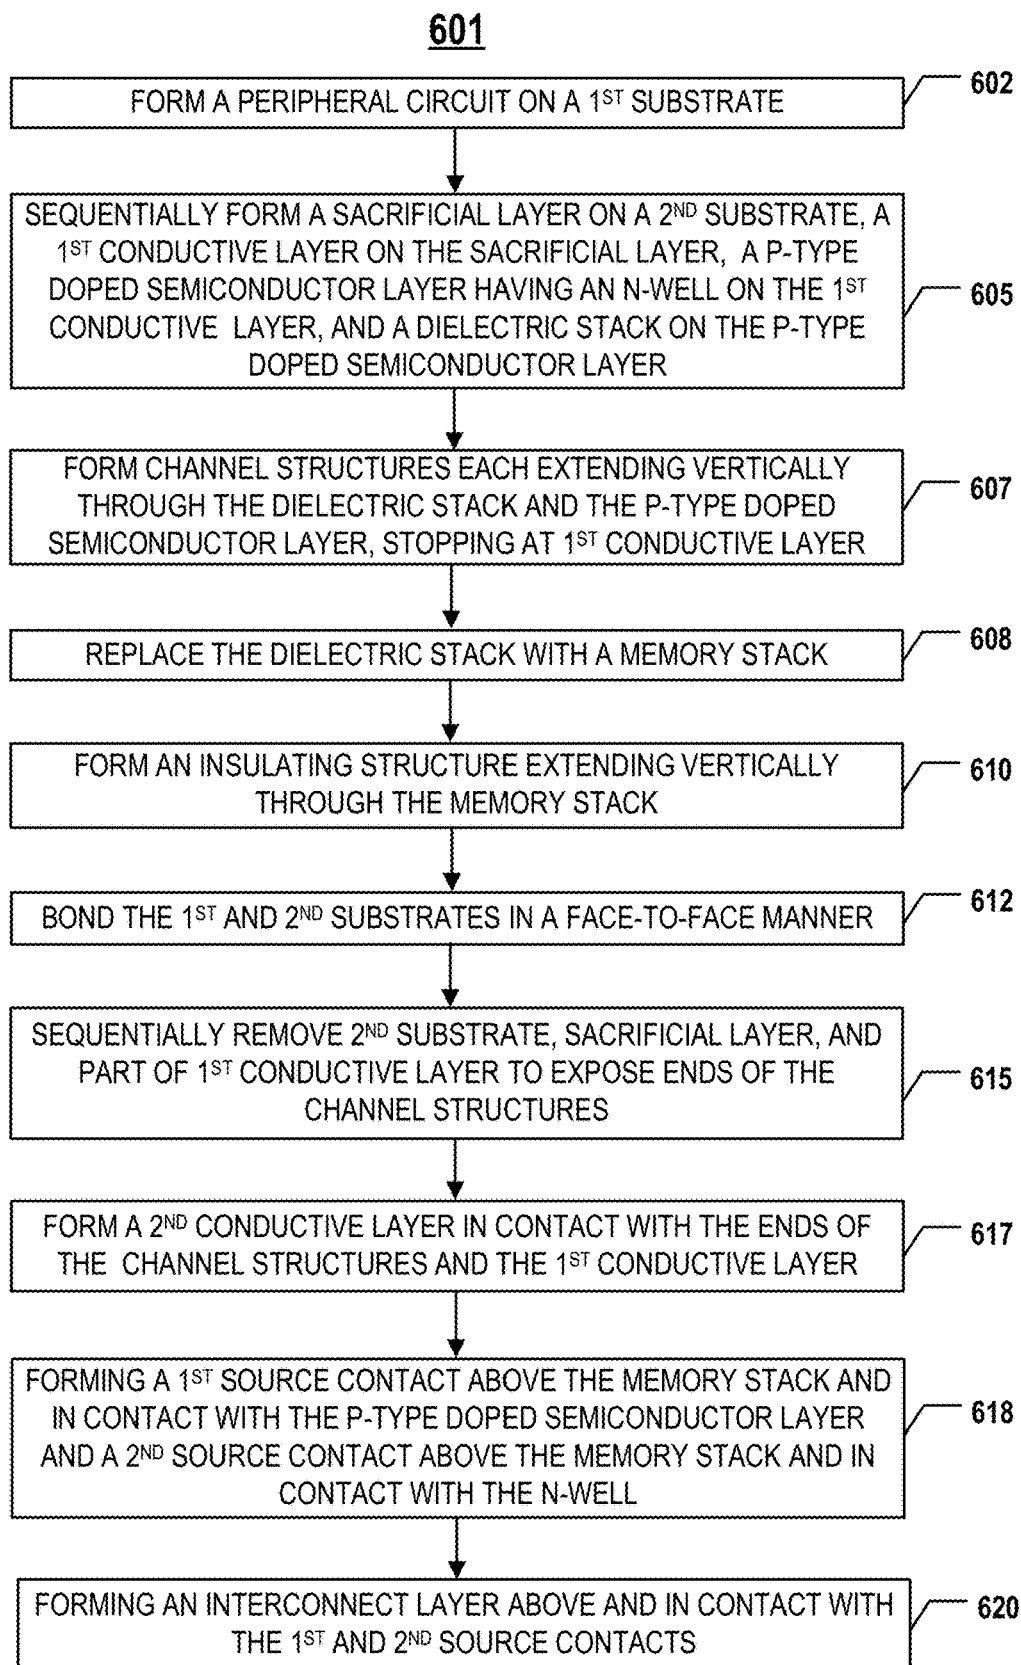 601
FORM A PERIPHERAL CIRCUIT ON A 1ST SUBSTRATE
602
SEQUENTIALLY FORM A SACRIFICIAL LAYER ON A 2ND SUBSTRATE, A
1ST CONDUCTIVE LAYER ON THE SACRIFICIAL LAYER, A P-TYPE
DOPED SEMICONDUCTOR LAYER HAVING AN N-WELL ON THE 1ST
CONDUCTIVE LAYER, AND A DIELECTRIC STACK ON THE P-TYPE
DOPED SEMICONDUCTOR LAYER
605
FORM CHANNEL STRUCTURES EACH EXTENDING VERTICALLY
THROUGH THE DIELECTRIC STACK AND THE P-TYPE DOPED
SEMICONDUCTOR LAYER, STOPPING AT 1ST CONDUCTIVE LAYER
607
REPLACE THE DIELECTRIC STACK WITH A MEMORY STACK
608
FORM AN INSULATING STRUCTURE EXTENDING VERTICALLY
THROUGH THE MEMORY STACK
610
BOND THE 1ST AND 2ND SUBSTRATES IN A FACE-TO-FACE MANNER
612
SEQUENTIALLY REMOVE 2ND SUBSTRATE, SACRIFICIAL LAYER, AND
PART OF 1ST CONDUCTIVE LAYER TO EXPOSE ENDS OF THE
CHANNEL STRUCTURES
615
FORM A 2ND CONDUCTIVE LAYER IN CONTACT WITH THE ENDS OF
THE CHANNEL STRUCTURES AND THE 1ST CONDUCTIVE LAYER
617
FORMING A 1ST SOURCE CONTACT ABOVE THE MEMORY STACK AND
IN CONTACT WITH THE P-TYPE DOPED SEMICONDUCTOR LAYER
AND A 2ND SOURCE CONTACT ABOVE THE MEMORY STACK AND IN
CONTACT WITH THE N-WELL
618
FORMING AN INTERCONNECT LAYER ABOVE AND IN CONTACT WITH
THE 1ST AND 2ND SOURCE CONTACTS
620